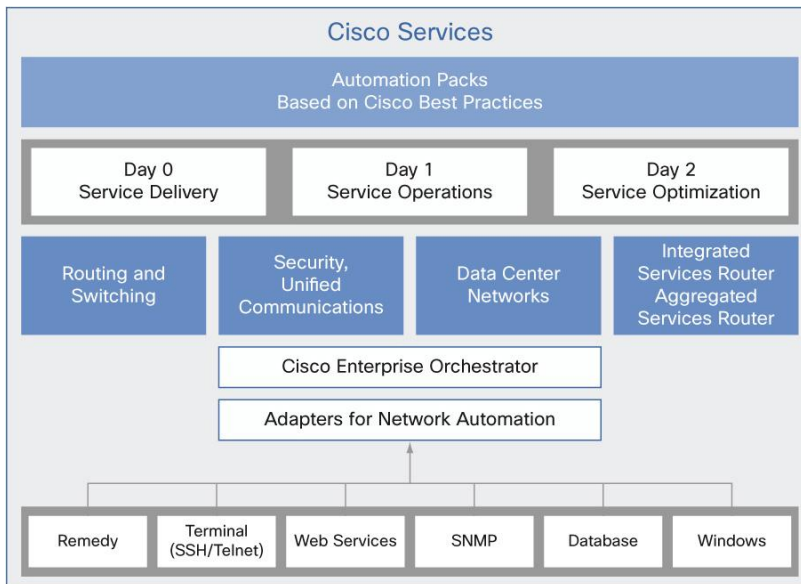 Cisco Services
Automation Packs
Based on Cisco Best Practices
Day 0
Service Delivery
Day 1
Service Operations
Day 2
Service Optimization
Routing and
Switching
Security,
Unified
Communications
Data Center
Networks
Integrated
Services Router
Aggregated
Services Router
Cisco Enterprise Orchestrator
Adapters for Network Automation
Remedy
Terminal
(SSH/Telnet)
Web Services
SNMP
Database
Windows